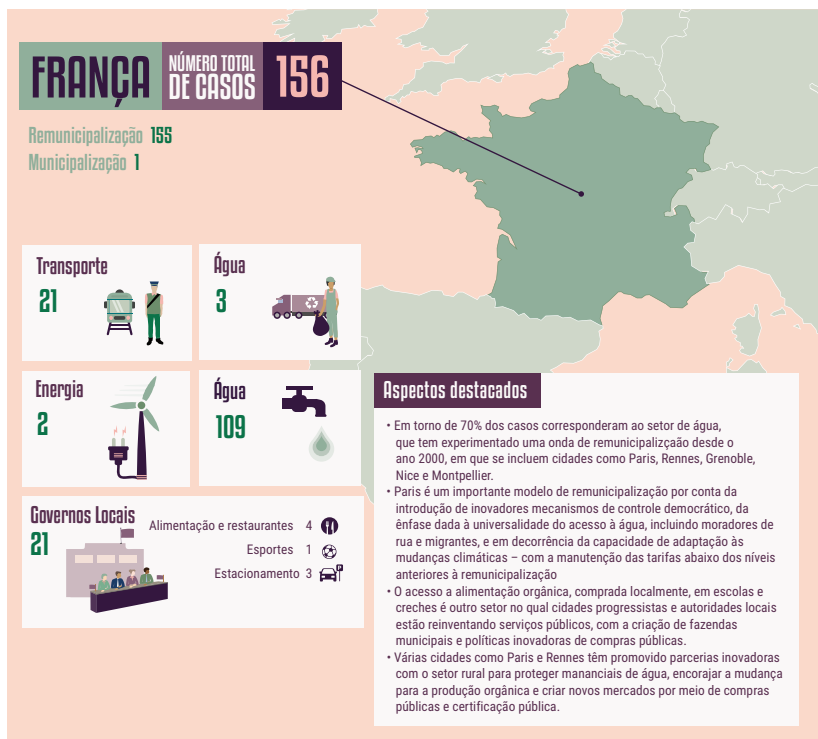 FRANÇA
NÚMERO TOTAL
DE CASOS
156
Remunicipalização 155
Municipalização 1
Transporte
21
Água
3
Energia
2
Água
109
Governos Locais
21
Alimentação e restaurantes 4
Esportes 1
Estacionamento 3
P
Aspectos destacados
• Em torno de 70% dos casos corresponderam ao setor de água,
que tem experimentado uma onda de remunicipalizçação desde o
ano 2000, em que se incluem cidades como Paris, Rennes, Grenoble,
Nice e Montpellier.
• Paris é um importante modelo de remunicipalização por conta da
introdução de inovadores mecanismos de controle democrático, da
ênfase dada à universalidade do acesso à água, incluindo moradores de
rua e migrantes, e em decorrência da capacidade de adaptação às
mudanças climáticas – com a manutenção das tarifas abaixo dos níveis
anteriores à remunicipalização
• O acesso a alimentação orgânica, comprada localmente, em escolas e
creches é outro setor no qual cidades progressistas e autoridades locais
estão reinventando serviços públicos, com a criação de fazendas
municipais e políticas inovadoras de compras públicas.
• Várias cidades como Paris e Rennes têm promovido parcerias inovadoras
com o setor rural para proteger mananciais de água, encorajar a mudança
para a produção orgânica e criar novos mercados por meio de compras
públicas e certificação pública.